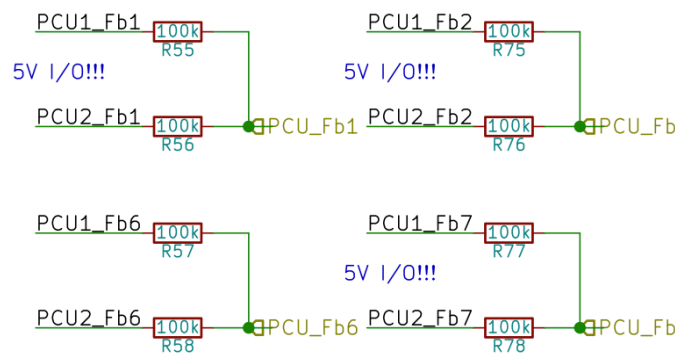 PCU1_Fb1 100k R55
PCU1_Fb2 100k R75
5V I/O!!!
5V I/O!!!
PCU2_Fb1 100k R56 PCU_Fb1
PCU2_Fb2 100k R76 PCU_Fb
PCU1_Fb6 100k R57
PCU1_Fb7 100k R77
5V I/O!!!
PCU2_Fb6 100k R58 PCU_Fb6
PCU2_Fb7 100k R78 PCU_Fb